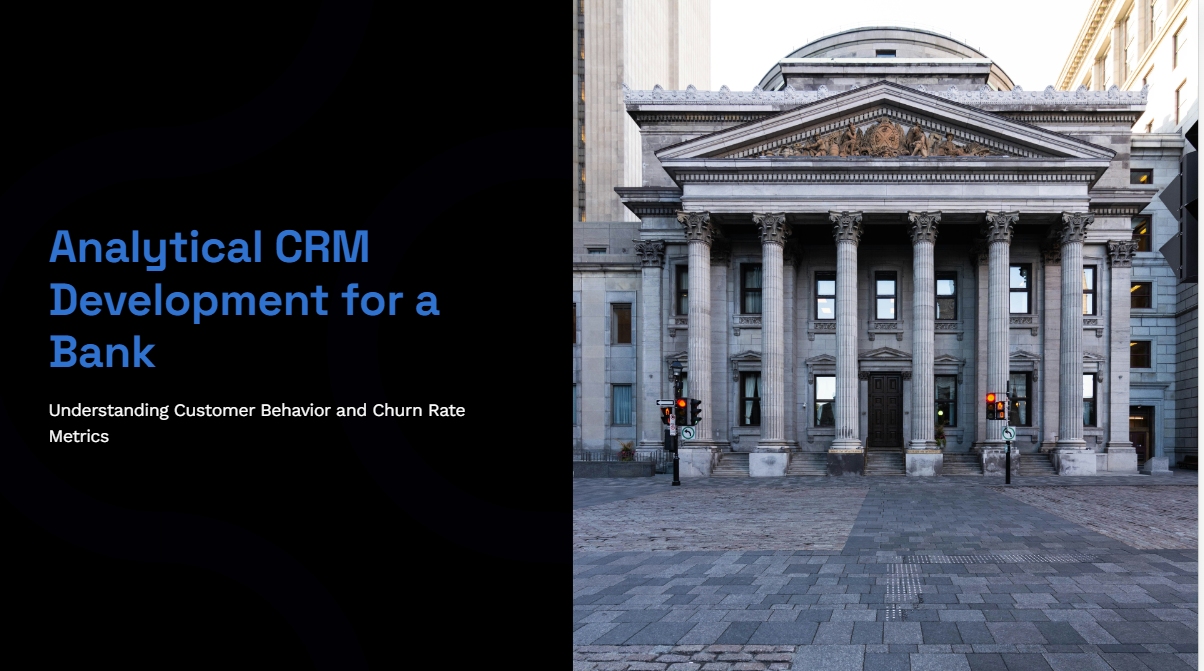 Analytical CRM
Development for a
Bank
Understanding Customer Behavior and Churn Rate
Metrics